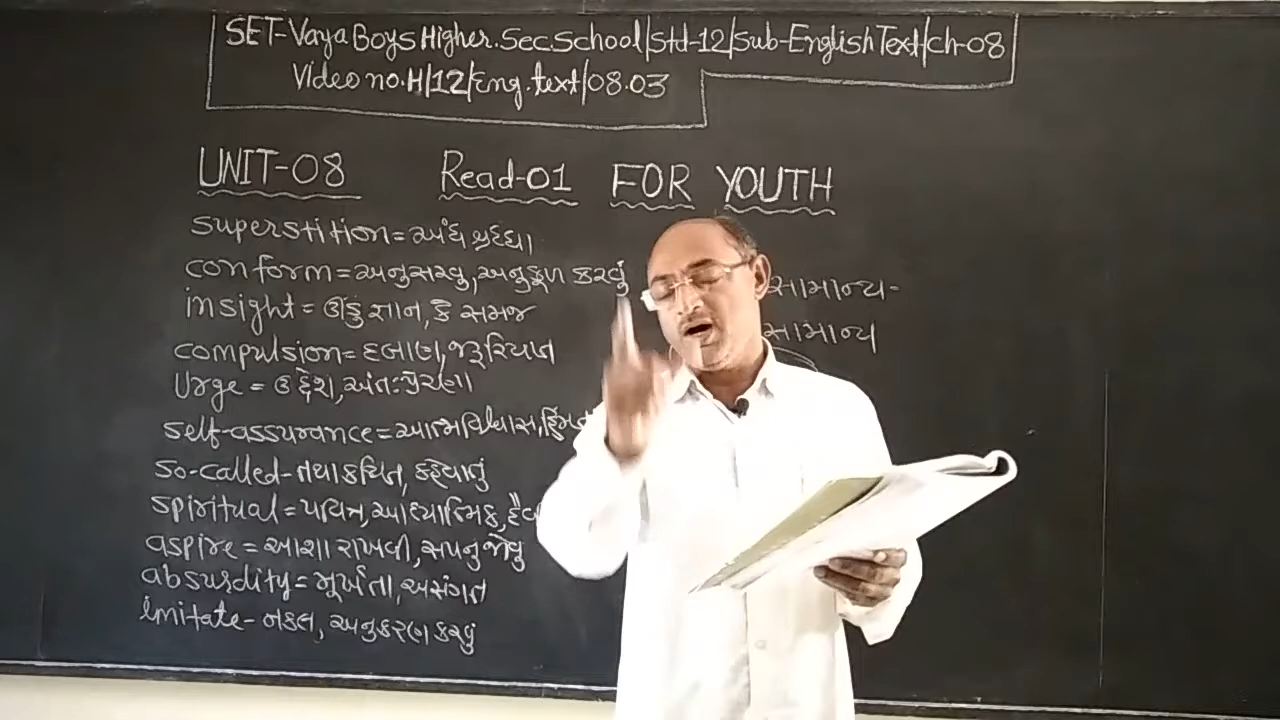 SET-Vaya Boys Higher.Sec.School/Std-12/Sub-English Text/Ch-08
Video no.H/12/Eng.text/08.03
UNIT-08 Read-01 FOR YOUTH
superstition=અંધ શ્રદ્ધા
conform=અનુસરવુ,અનુકૂળ કરવું
insight=ઊંડુ જ્ઞાન, કે સમજ
સામાન્ય-
compulsion=દબાણ,જરૂરિયાત
સામાન્ય
Urge=ઉદ્દેશ,અંતઃપ્રેરણા
self-assurance=આત્મવિશ્વાસ,
so-called-તથાકથિત, કહેવાનું
spiritual=પવિત્ર,આધ્યાત્મિક,
aspire=આશા રાખવી,સપનુ જોવુ
absurdity=મૂર્ખતા,અસંગત
imitate-નકલ, અનુકરણ કરવું